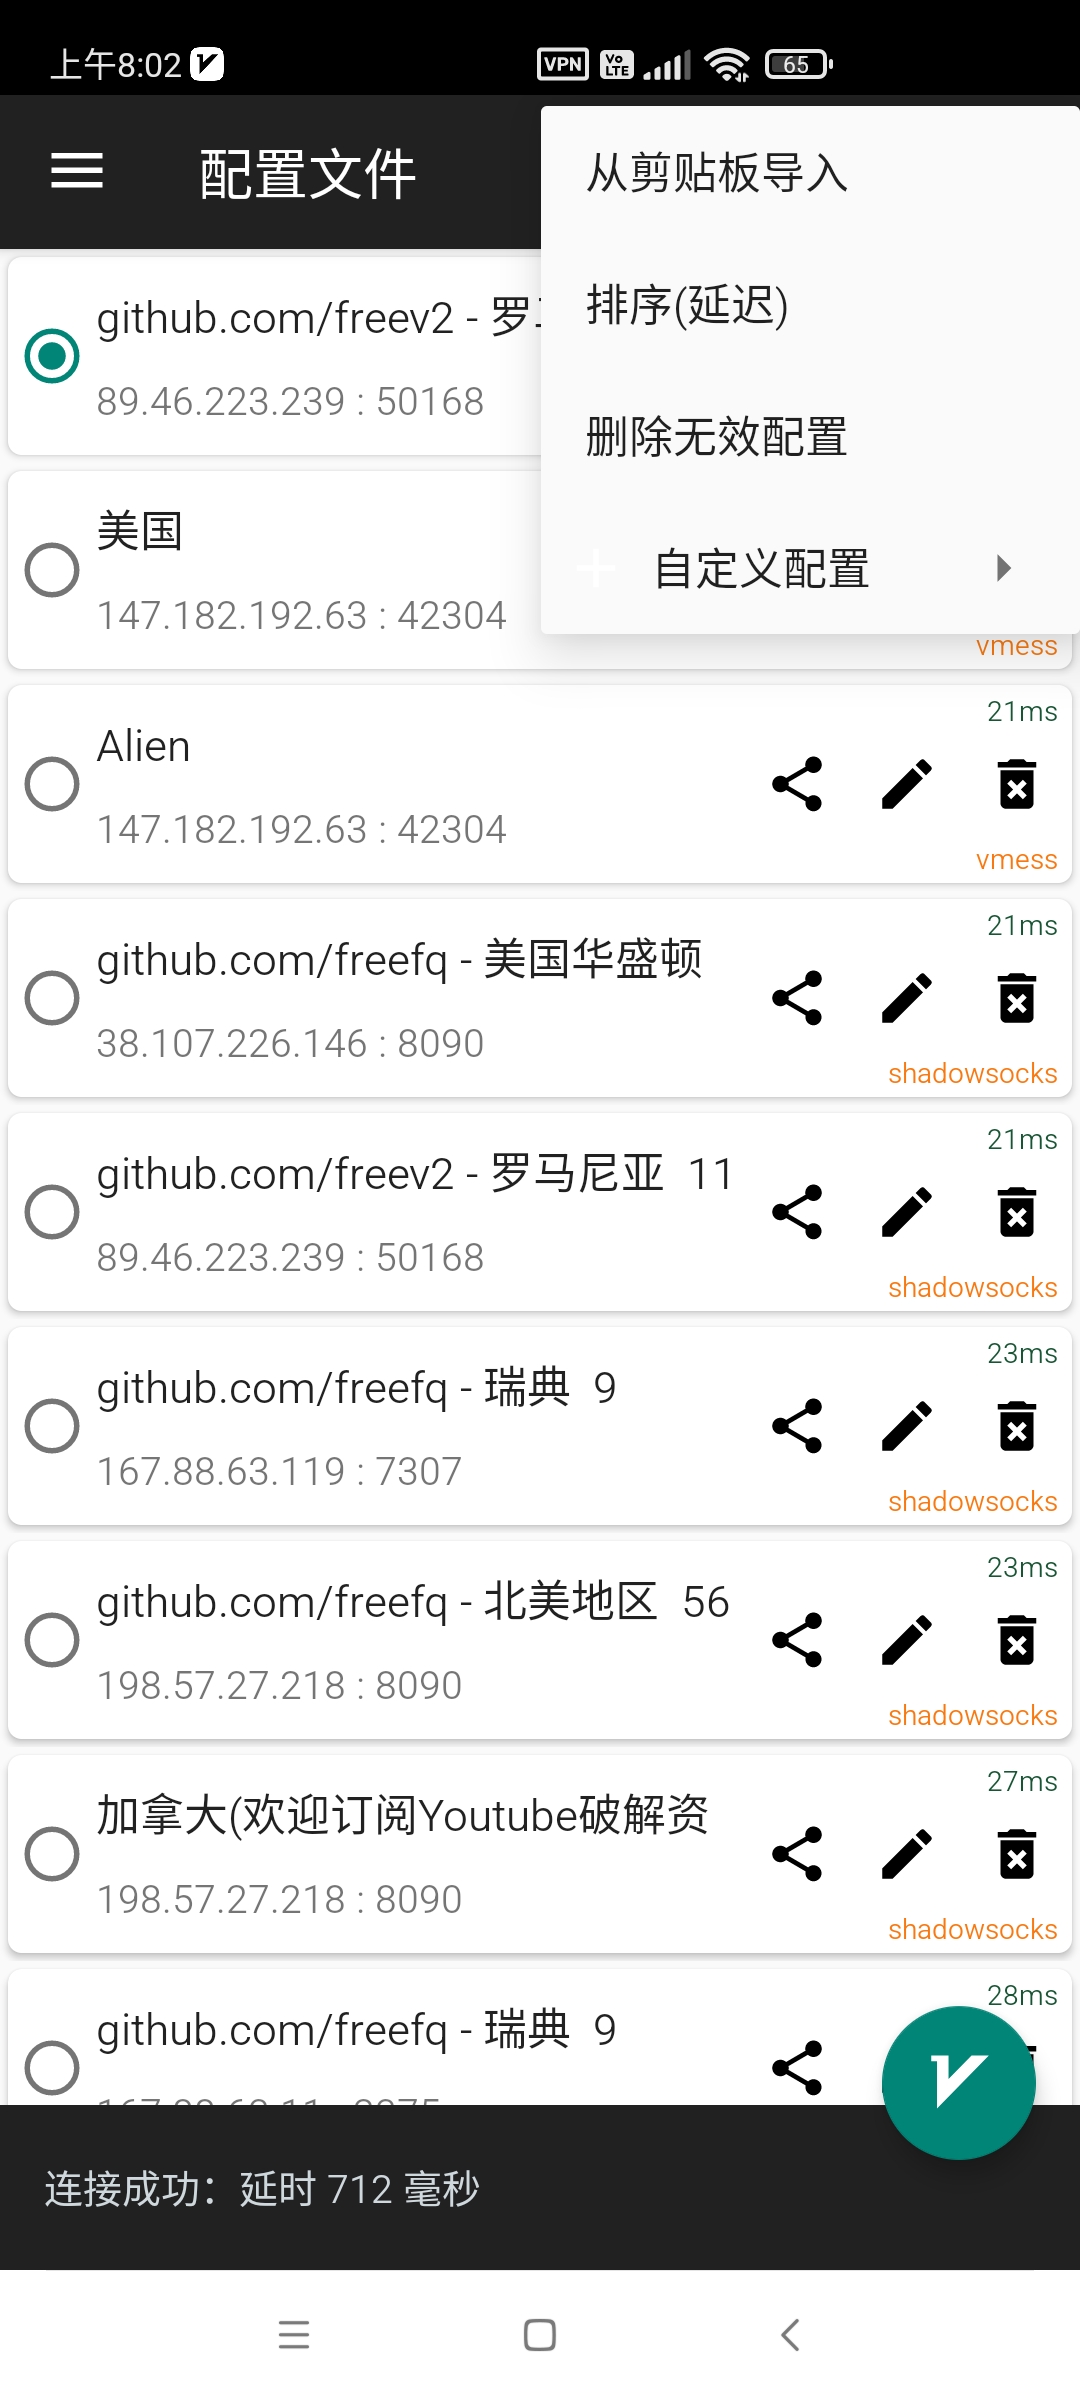 上午8:02
VPN
Vo
LTE
65
配置文件
从剪贴板导入
排序(延迟)
删除无效配置
自定义配置
github.com/freev2 - 罗
89.46.223.239 : 50168
美国
147.182.192.63 : 42304
vmess
Alien
21ms
147.182.192.63 : 42304
vmess
github.com/freefq - 美国华盛顿
21ms
38.107.226.146 : 8090
shadowsocks
github.com/freev2 - 罗马尼亚 11
21ms
89.46.223.239 : 50168
shadowsocks
github.com/freefq - 瑞典 9
23ms
167.88.63.119 : 7307
shadowsocks
github.com/freefq - 北美地区 56
23ms
198.57.27.218 : 8090
shadowsocks
加拿大(欢迎订阅Youtube破解资
27ms
198.57.27.218 : 8090
shadowsocks
github.com/freefq - 瑞典 9
28ms
连接成功：延时 712 毫秒